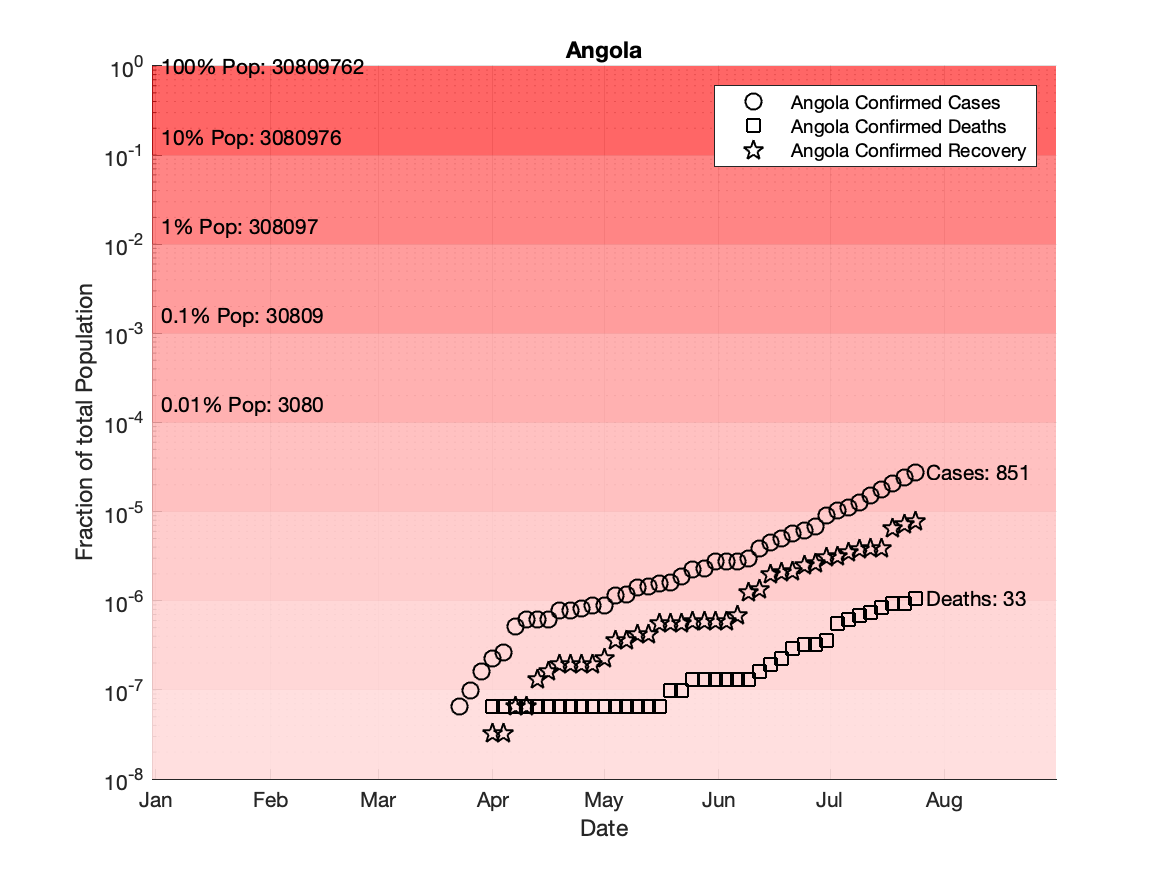 Angola
10^0
100% Pop: 30809762
Angola Confirmed Cases
Angola Confirmed Deaths
Angola Confirmed Recovery
10% Pop: 3080976
10^-1
1% Pop: 308097
10^-2
0.1% Pop: 30809
10^-3
0.01% Pop: 3080
10^-4
Cases: 851
10^-5
Deaths: 33
10^-6
10^-7
10^-8
Fraction of total Population
Jan Feb Mar Apr May Jun Jul Aug
Date